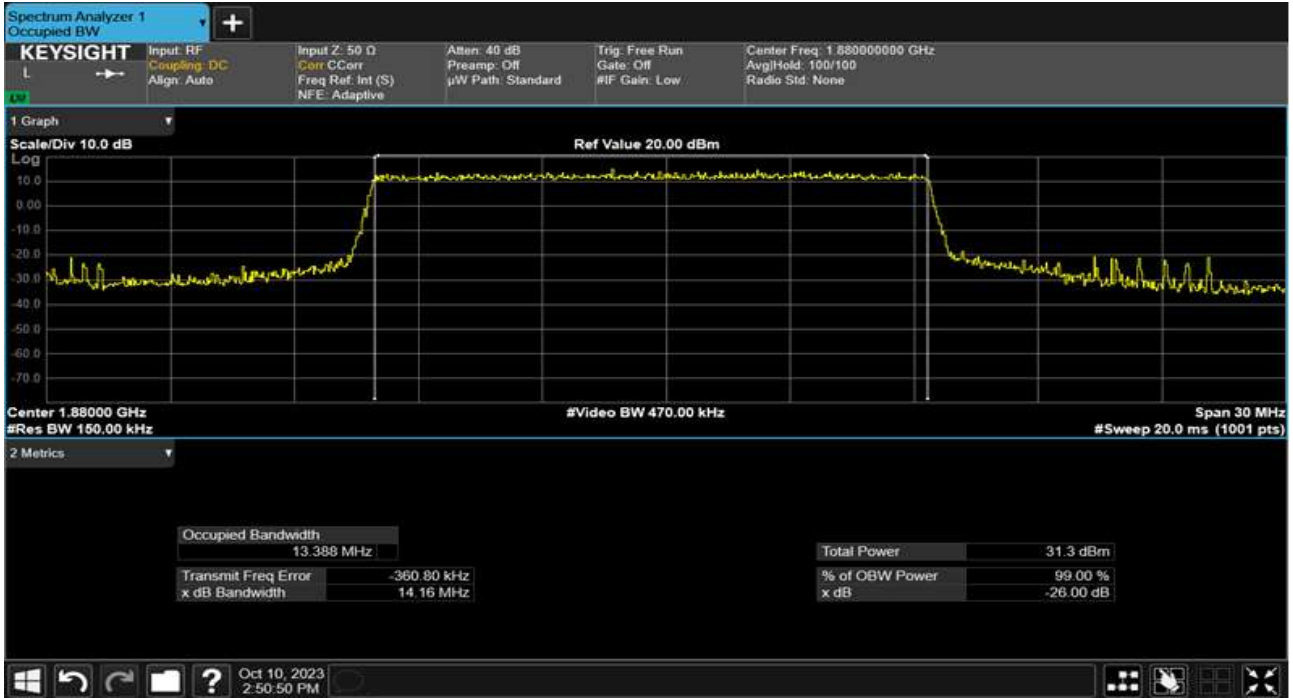 Spectrum Analyzer 1
Occupied BW
+
KEYSIGHT
L
Input: RF
Coupling: DC
Align: Auto
Input Z: 50 Ω
Corr CCorr
Freq Ref: Int (S)
NFE: Adaptive
Atten: 40 dB
Preamp: Off
µW Path: Standard
Trig: Free Run
Gate: Off
#IF Gain: Low
Center Freq: 1.880000000 GHz
Avg|Hold: 100/100
Radio Std: None
1 Graph
Scale/Div 10.0 dB
Ref Value 20.00 dBm
Log
10.0
0.00
-10.0
-20.0
-30.0
-40.0
-50.0
-60.0
-70.0
Center 1.88000 GHz
#Video BW 470.00 kHz
Span 30 MHz
#Res BW 150.00 kHz
#Sweep 20.0 ms (1001 pts)
2 Metrics
Occupied Bandwidth
13.388 MHz
Total Power 31.3 dBm
Transmit Freq Error -360.80 kHz
% of OBW Power 99.00 %
x dB Bandwidth 14.16 MHz
x dB -26.00 dB
?
Oct 10, 2023
2:50:50 PM